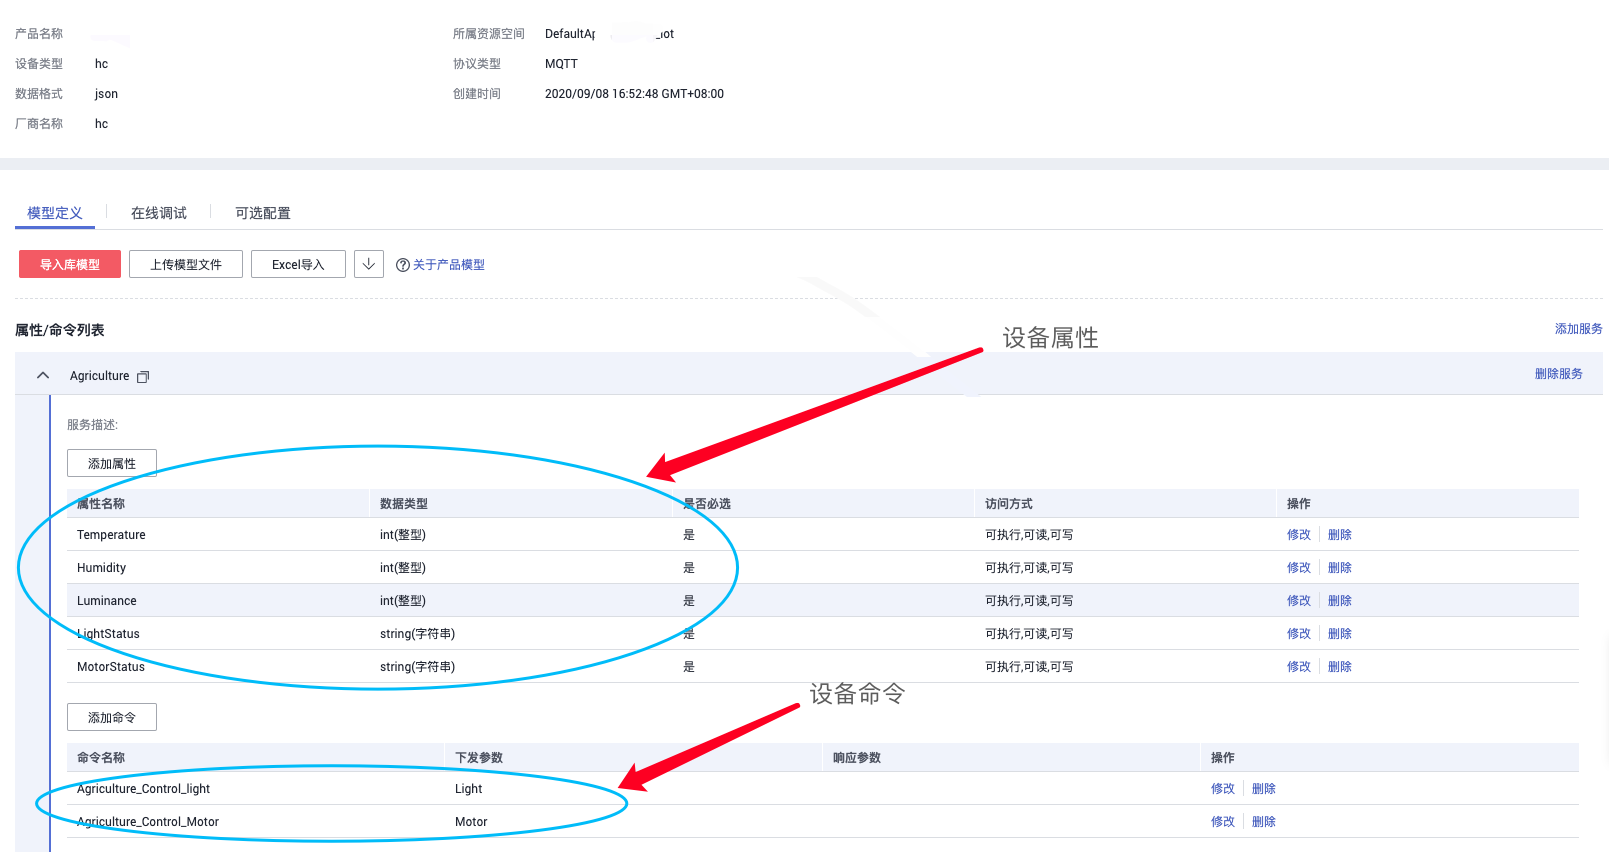 产品名称
所属资源空间 DefaultAp iot
设备类型 hc
协议类型 MQTT
数据格式 json
创建时间 2020/09/08 16:52:48 GMT+08:00
厂商名称 hc
模型定义 在线调试 可选配置
导入库模型 上传模型文件 Excel导入 关于产品模型
属性/命令列表 设备属性 添加服务
Agriculture 删除服务
服务描述:
添加属性
属性名称 数据类型 是否必选 访问方式 操作
Temperature int(整型) 是 可执行,可读,可写 修改 删除
Humidity int(整型) 是 可执行,可读,可写 修改 删除
Luminance int(整型) 是 可执行,可读,可写 修改 删除
LightStatus string(字符串) 是 可执行,可读,可写 修改 删除
MotorStatus string(字符串) 是 可执行,可读,可写 修改 删除
设备命令
添加命令
命令名称 下发参数 响应参数 操作
Agriculture_Control_light Light 修改 删除
Agriculture_Control_Motor Motor 修改 删除